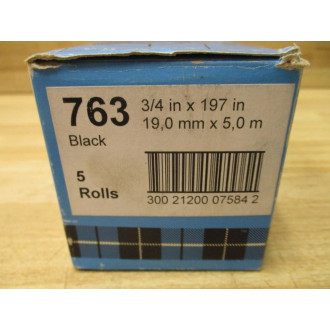 763 3/4 in x 197 in
Black 19,0 mm x 5,0 m
5
Rolls
300 21200 07584 2